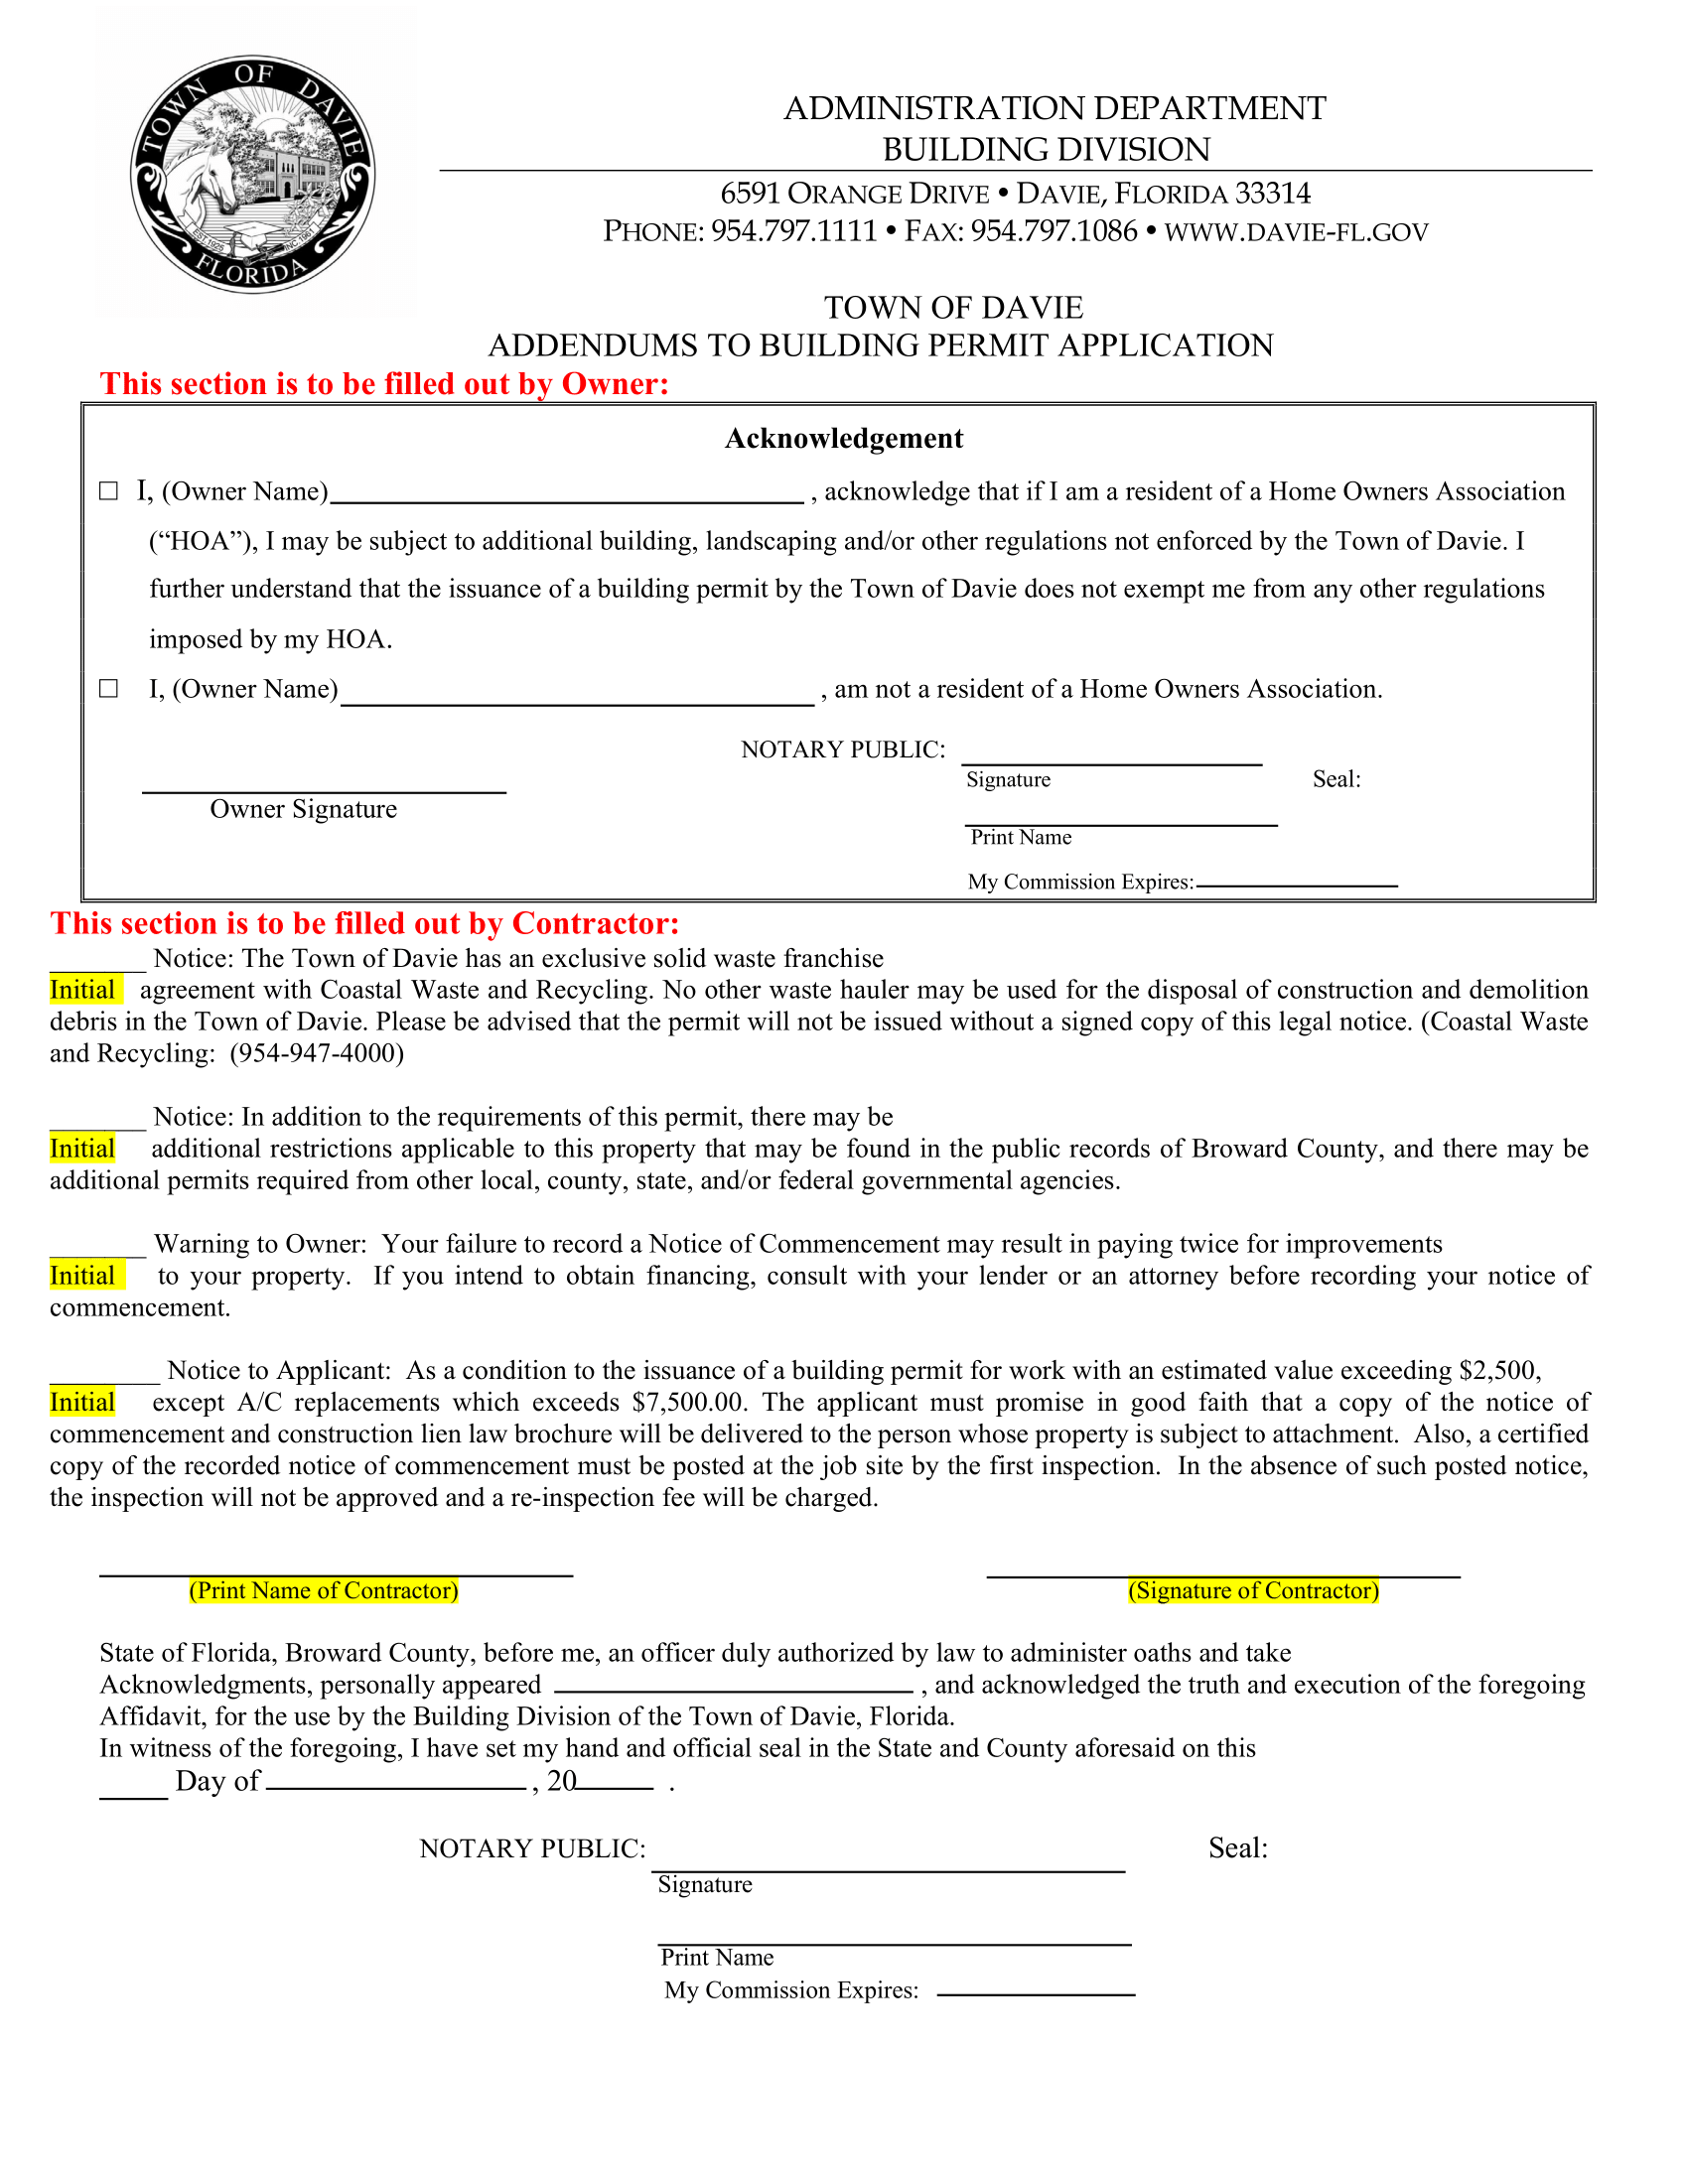 TOWN OF DAVIE
FLORIDA
EST. 1925
INC. 1961
ADMINISTRATION DEPARTMENT
BUILDING DIVISION
6591 ORANGE DRIVE • DAVIE, FLORIDA 33314
PHONE: 954.797.1111 • FAX: 954.797.1086 • WWW.DAVIE-FL.GOV
TOWN OF DAVIE
ADDENDUMS TO BUILDING PERMIT APPLICATION
This section is to be filled out by Owner:
Acknowledgement
☐ I, (Owner Name)__________ , acknowledge that if I am a resident of a Home Owners Association
(“HOA”), I may be subject to additional building, landscaping and/or other regulations not enforced by the Town of Davie. I
further understand that the issuance of a building permit by the Town of Davie does not exempt me from any other regulations
imposed by my HOA.
☐ I, (Owner Name)__________ , am not a resident of a Home Owners Association.
NOTARY PUBLIC: __________
Signature Seal:
Owner Signature
Print Name
My Commission Expires:__________
This section is to be filled out by Contractor:
_______ Notice: The Town of Davie has an exclusive solid waste franchise
Initial agreement with Coastal Waste and Recycling. No other waste hauler may be used for the disposal of construction and demolition
debris in the Town of Davie. Please be advised that the permit will not be issued without a signed copy of this legal notice. (Coastal Waste
and Recycling: (954-947-4000)
_______ Notice: In addition to the requirements of this permit, there may be
Initial additional restrictions applicable to this property that may be found in the public records of Broward County, and there may be
additional permits required from other local, county, state, and/or federal governmental agencies.
_______ Warning to Owner: Your failure to record a Notice of Commencement may result in paying twice for improvements
Initial to your property. If you intend to obtain financing, consult with your lender or an attorney before recording your notice of
commencement.
________ Notice to Applicant: As a condition to the issuance of a building permit for work with an estimated value exceeding $2,500,
Initial except A/C replacements which exceeds $7,500.00. The applicant must promise in good faith that a copy of the notice of
commencement and construction lien law brochure will be delivered to the person whose property is subject to attachment. Also, a certified
copy of the recorded notice of commencement must be posted at the job site by the first inspection. In the absence of such posted notice,
the inspection will not be approved and a re-inspection fee will be charged.
(Print Name of Contractor) (Signature of Contractor)
State of Florida, Broward County, before me, an officer duly authorized by law to administer oaths and take
Acknowledgments, personally appeared __________ , and acknowledged the truth and execution of the foregoing
Affidavit, for the use by the Building Division of the Town of Davie, Florida.
In witness of the foregoing, I have set my hand and official seal in the State and County aforesaid on this
_____ Day of __________ , 20_____ .
NOTARY PUBLIC: __________ Seal:
Signature
Print Name
My Commission Expires: __________